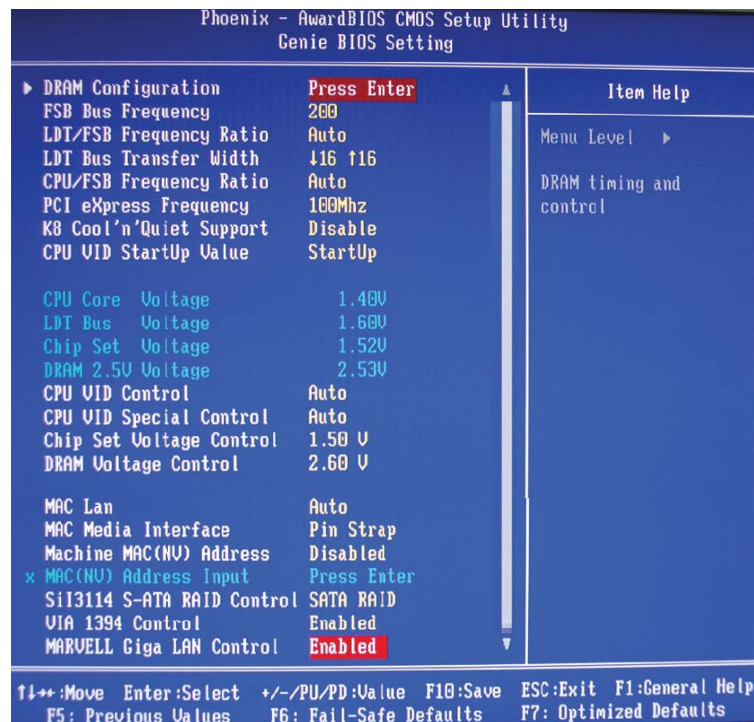 Phoenix - AwardBIOS CMOS Setup Utility
Genie BIOS Setting
DRAM Configuration Press Enter
FSB Bus Frequency 200
LDT/FSB Frequency Ratio Auto
LDT Bus Transfer Width ↓16 ↑16
CPU/FSB Frequency Ratio Auto
PCI eXpress Frequency 100Mhz
K8 Cool'n'Quiet Support Disable
CPU VID StartUp Value StartUp
CPU Core Voltage 1.40V
LDT Bus Voltage 1.60V
Chip Set Voltage 1.52V
DRAM 2.5V Voltage 2.53V
CPU VID Control Auto
CPU VID Special Control Auto
Chip Set Voltage Control 1.50 V
DRAM Voltage Control 2.60 V
MAC Lan Auto
MAC Media Interface Pin Strap
Machine MAC(NV) Address Disabled
x MAC(NV) Address Input Press Enter
SiI3114 S-ATA RAID Control SATA RAID
VIA 1394 Control Enabled
MARVELL Giga LAN Control Enabled
Item Help
Menu Level
DRAM timing and
control
↑↓→←:Move Enter:Select +/-/PU/PD:Value F10:Save ESC:Exit F1:General Help
F5: Previous Values F6: Fail-Safe Defaults F7: Optimized Defaults